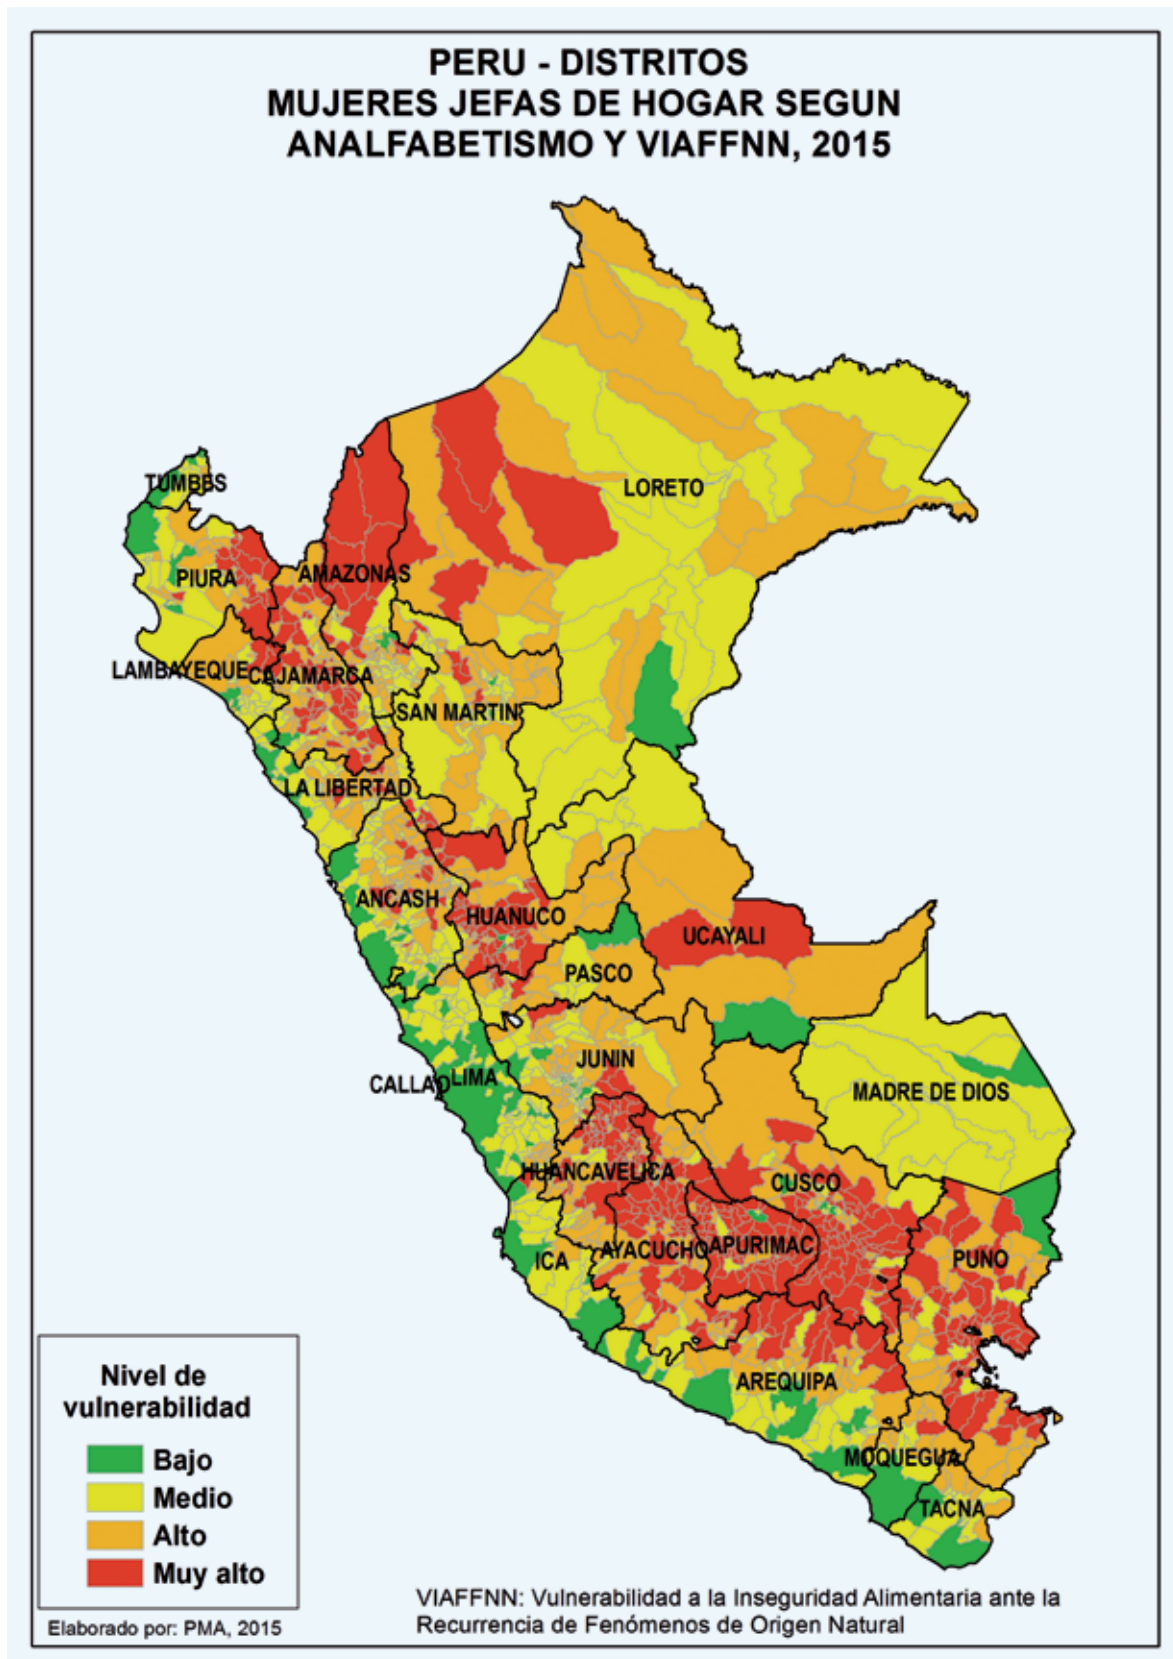 PERU - DISTRITOS
MUJERES JEFAS DE HOGAR SEGUN
ANALFABETISMO Y VIAFFNN, 2015
TUMBES
LORETO
PIURA
AMAZONAS
LAMBAYEQUE
CAJAMARCA
SAN MARTIN
LA LIBERTAD
ANCASH
HUANUCO
UCAYALI
PASCO
JUNIN
CALLAO
LIMA
MADRE DE DIOS
HUANCAVELICA
CUSCO
AYACUCHO
APURIMAC
ICA
PUNO
AREQUIPA
MOQUEGUA
TACNA
Nivel de
vulnerabilidad
Bajo
Medio
Alto
Muy alto
Elaborado por: PMA, 2015
VIAFFNN: Vulnerabilidad a la Inseguridad Alimentaria ante la
Recurrencia de Fenómenos de Origen Natural